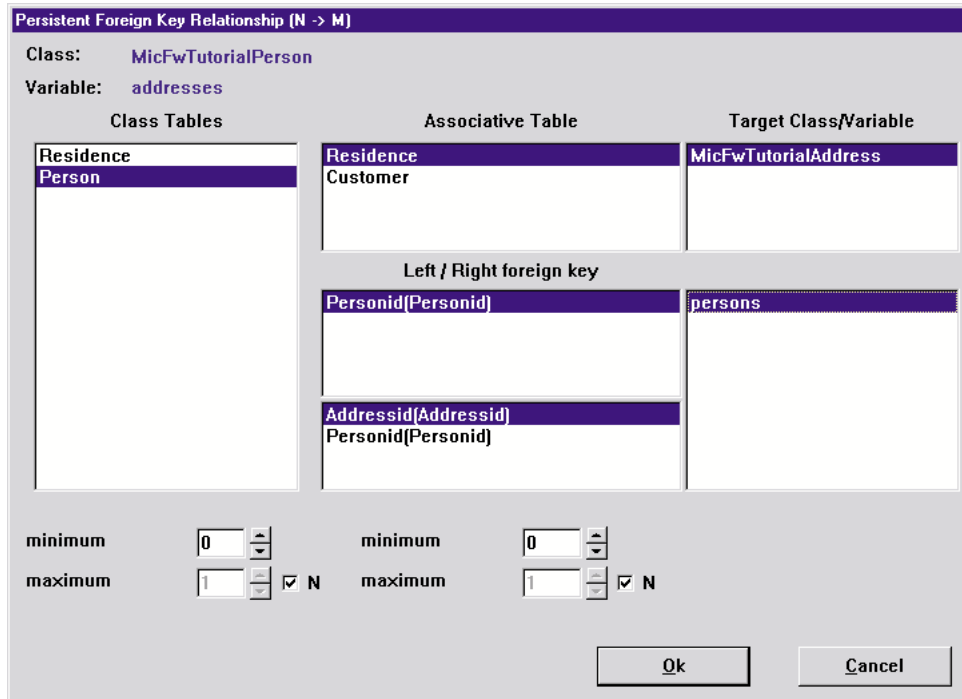 Persistent Foreign Key Relationship (N -> M)
Class: MicFwTutorialPerson
Variable: addresses
Class Tables Associative Table Target Class/Variable
Residence Residence MicFwTutorialAddress
Person Customer
Left / Right foreign key
Personid(Personid) persons
Addressid(Addressid)
Personid(Personid)
minimum 0 minimum 0
maximum 1 N maximum 1 N
Ok Cancel